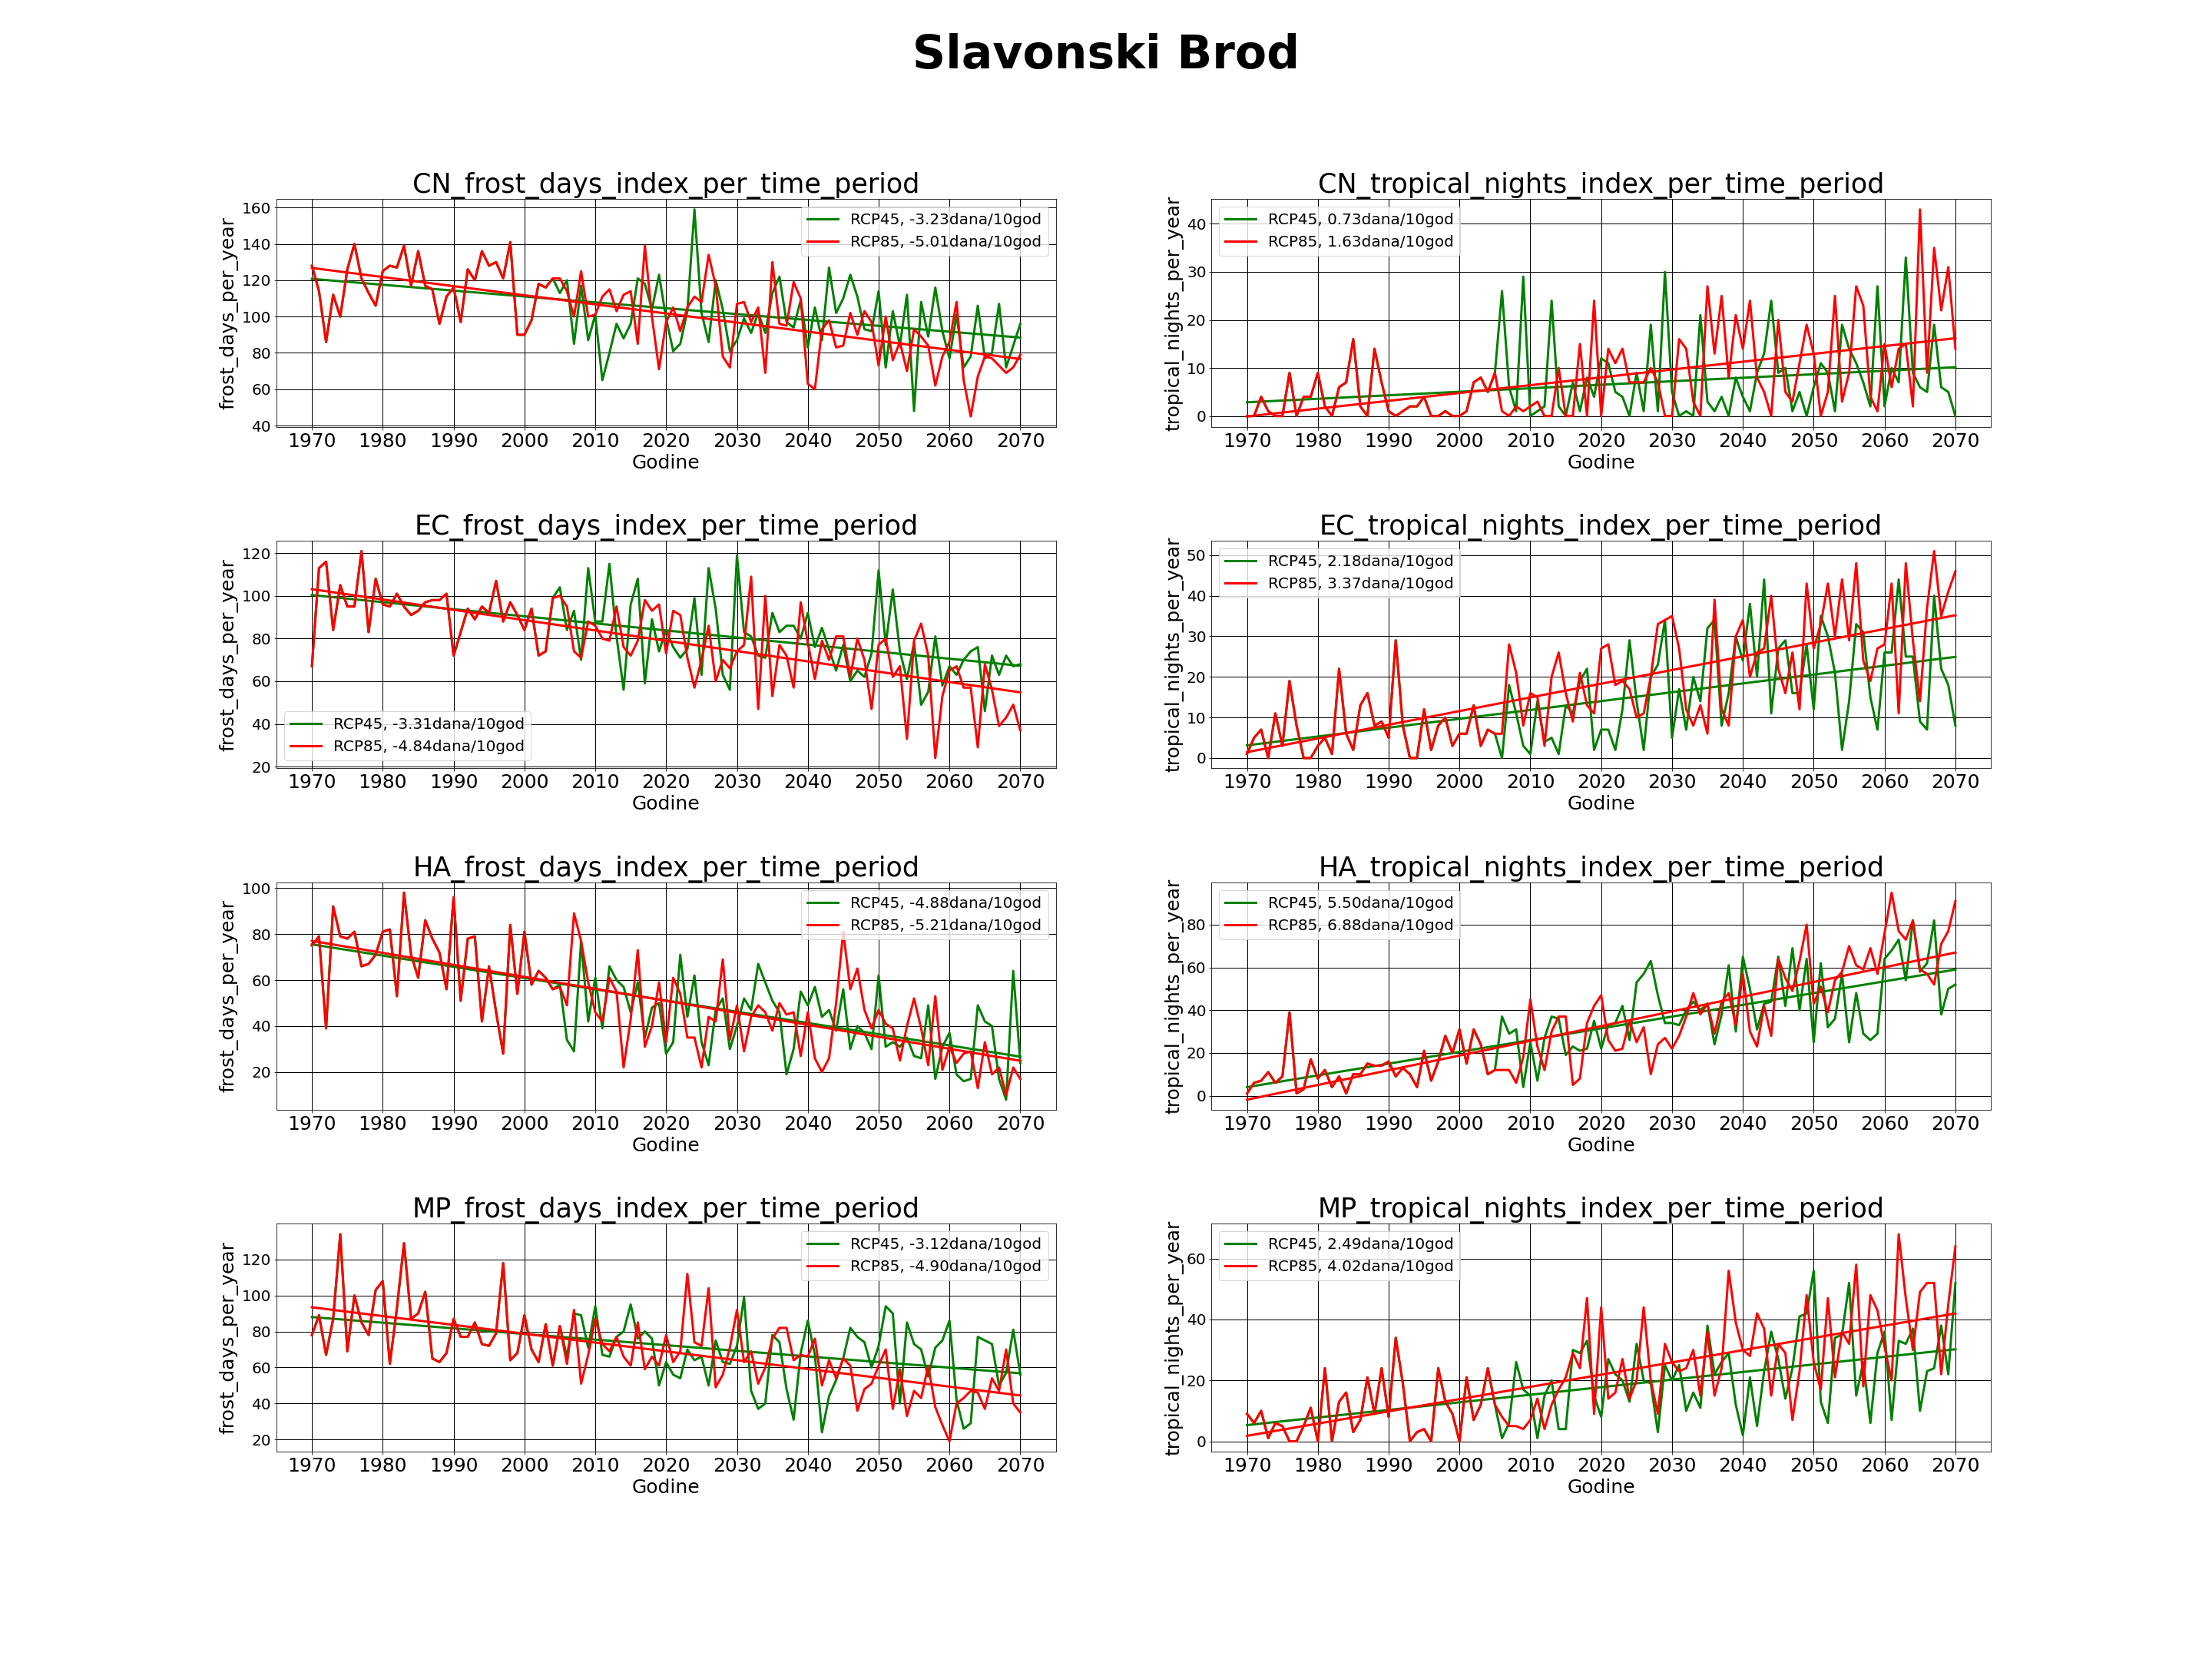 Slavonski Brod
CN_frost_days_index_per_time_period
frost_days_per_year
160
140
120
100
80
60
40
RCP45, -3.23dana/10god
RCP85, -5.01dana/10god
1970 1980 1990 2000 2010 2020 2030 2040 2050 2060 2070
Godine
CN_tropical_nights_index_per_time_period
tropical_nights_per_year
40
30
20
10
0
RCP45, 0.73dana/10god
RCP85, 1.63dana/10god
1970 1980 1990 2000 2010 2020 2030 2040 2050 2060 2070
Godine
EC_frost_days_index_per_time_period
frost_days_per_year
120
100
80
60
40
20
RCP45, -3.31dana/10god
RCP85, -4.84dana/10god
1970 1980 1990 2000 2010 2020 2030 2040 2050 2060 2070
Godine
EC_tropical_nights_index_per_time_period
tropical_nights_per_year
50
40
30
20
10
0
RCP45, 2.18dana/10god
RCP85, 3.37dana/10god
1970 1980 1990 2000 2010 2020 2030 2040 2050 2060 2070
Godine
HA_frost_days_index_per_time_period
frost_days_per_year
100
80
60
40
20
RCP45, -4.88dana/10god
RCP85, -5.21dana/10god
1970 1980 1990 2000 2010 2020 2030 2040 2050 2060 2070
Godine
HA_tropical_nights_index_per_time_period
tropical_nights_per_year
80
60
40
20
0
RCP45, 5.50dana/10god
RCP85, 6.88dana/10god
1970 1980 1990 2000 2010 2020 2030 2040 2050 2060 2070
Godine
MP_frost_days_index_per_time_period
frost_days_per_year
120
100
80
60
40
20
RCP45, -3.12dana/10god
RCP85, -4.90dana/10god
1970 1980 1990 2000 2010 2020 2030 2040 2050 2060 2070
Godine
MP_tropical_nights_index_per_time_period
tropical_nights_per_year
60
40
20
0
RCP45, 2.49dana/10god
RCP85, 4.02dana/10god
1970 1980 1990 2000 2010 2020 2030 2040 2050 2060 2070
Godine